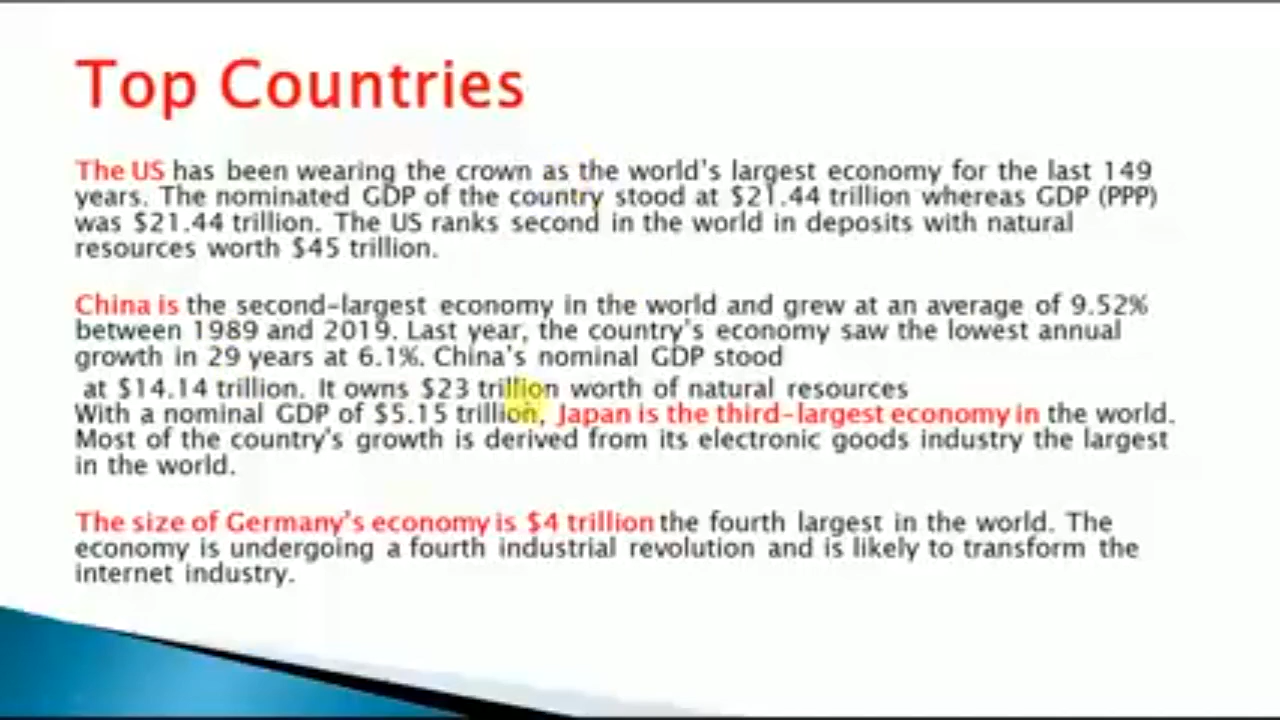 Top Countries
The US has been wearing the crown as the world's largest economy for the last 149
years. The nominated GDP of the country stood at $21.44 trillion whereas GDP (PPP)
was $21.44 trillion. The US ranks second in the world in deposits with natural
resources worth $45 trillion.
China is the second-largest economy in the world and grew at an average of 9.52%
between 1989 and 2019. Last year, the country's economy saw the lowest annual
growth in 29 years at 6.1%. China's nominal GDP stood
at $14.14 trillion. It owns $23 trillion worth of natural resources
With a nominal GDP of $5.15 trillion, Japan is the third-largest economy in the world.
Most of the country's growth is derived from its electronic goods industry the largest
in the world.
The size of Germany's economy is $4 trillion the fourth largest in the world. The
economy is undergoing a fourth industrial revolution and is likely to transform the
internet industry.